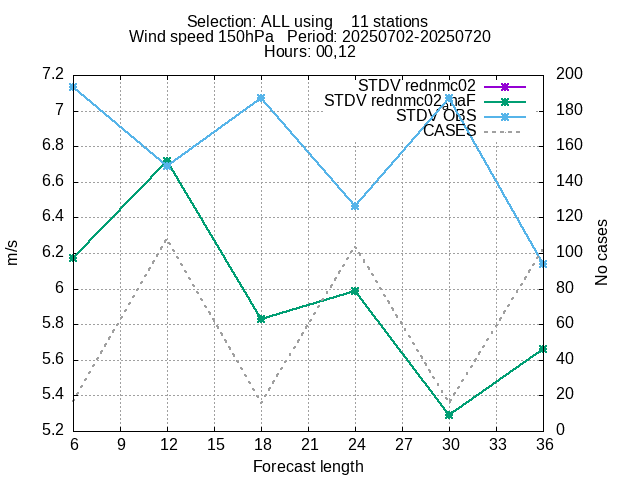 Selection: ALL using    11 stations
Wind speed 150hPa   Period: 20250702-20250720
Hours: 00,12
STDV rednmc02
STDV rednmc02_naF
STDV OBS
CASES
7.2
7
6.8
6.6
6.4
6.2
6
5.8
5.6
5.4
5.2
m/s
200
180
160
140
120
100
80
60
40
20
0
No cases
6 9 12 15 18 21 24 27 30 33 36
Forecast length